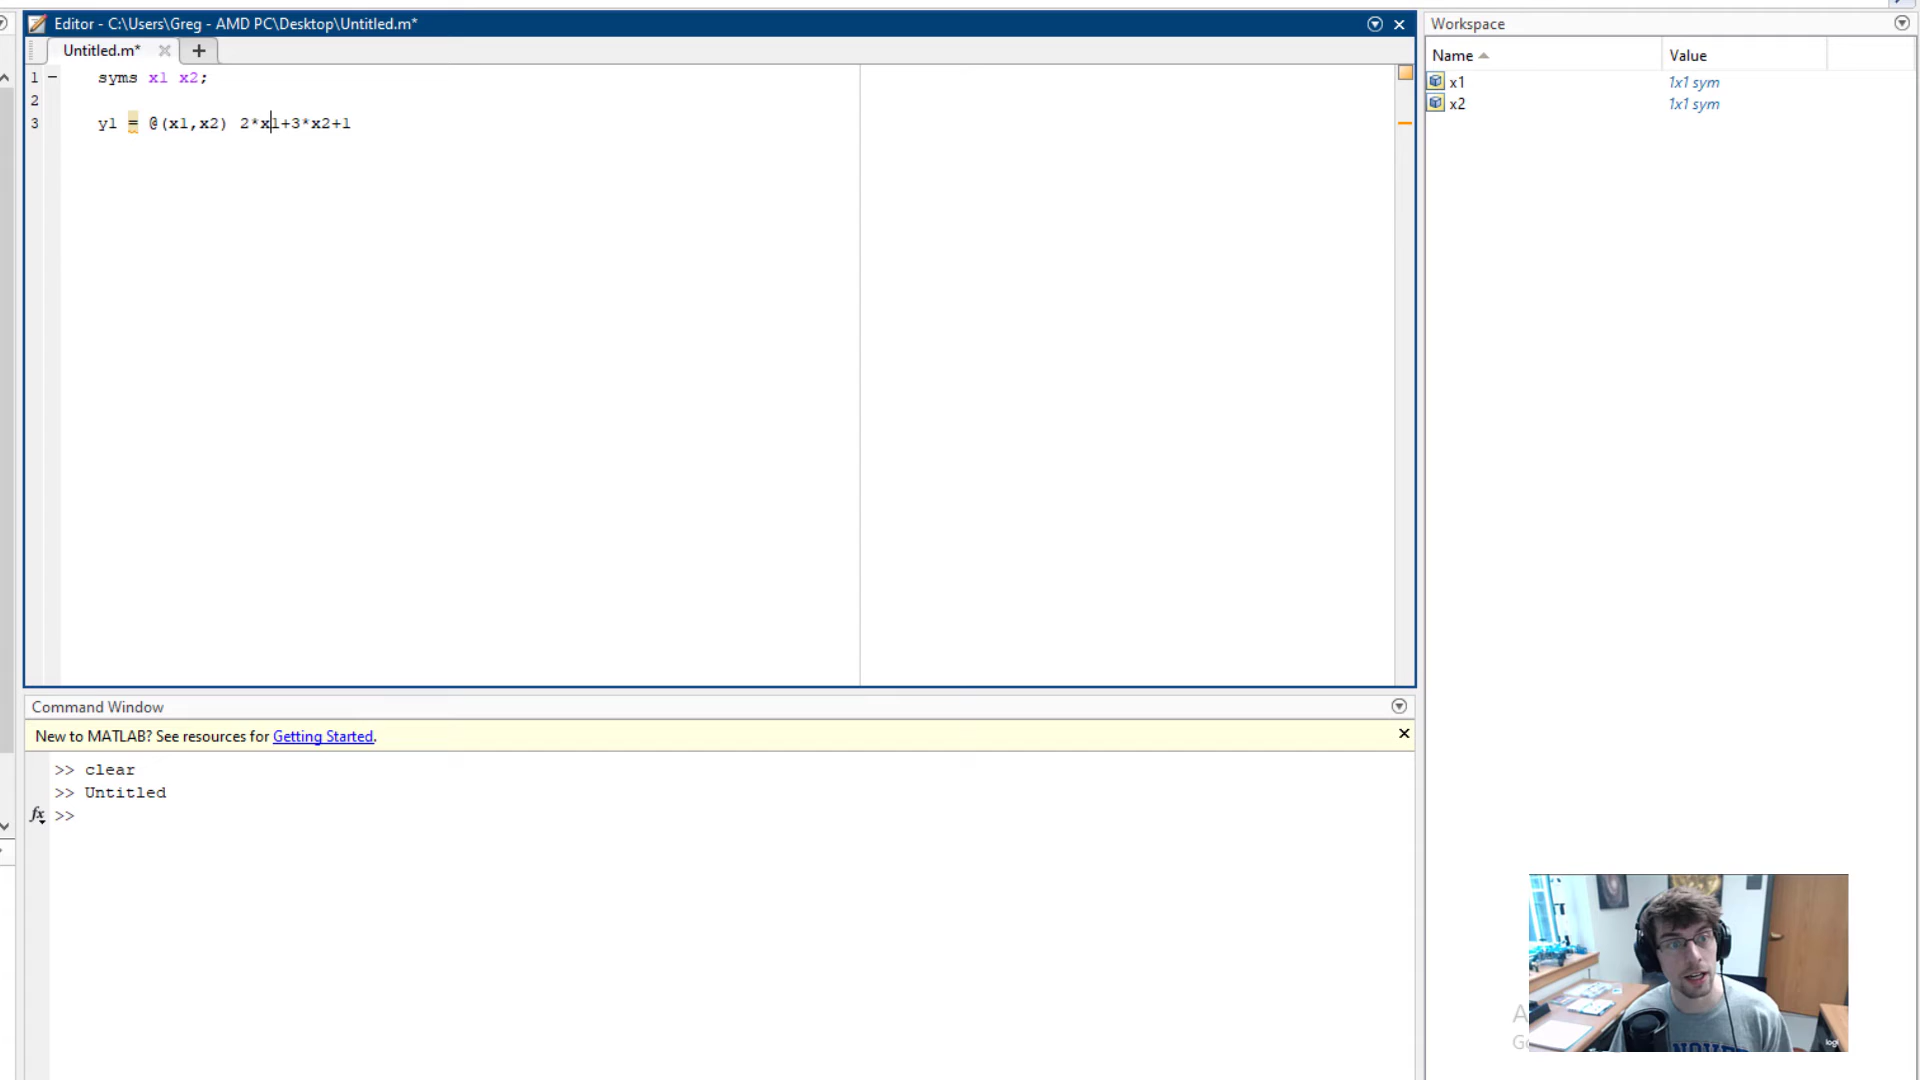 Editor - C:\Users\Greg - AMD PC\Desktop\Untitled.m*
Untitled.m*
1 syms x1 x2;
2
3 y1 = @(x1,x2) 2*x1+3*x2+1
Workspace
Name Value
x1 1x1 sym
x2 1x1 sym
Command Window
New to MATLAB? See resources for Getting Started.
>> clear
>> Untitled
fx >>
logi